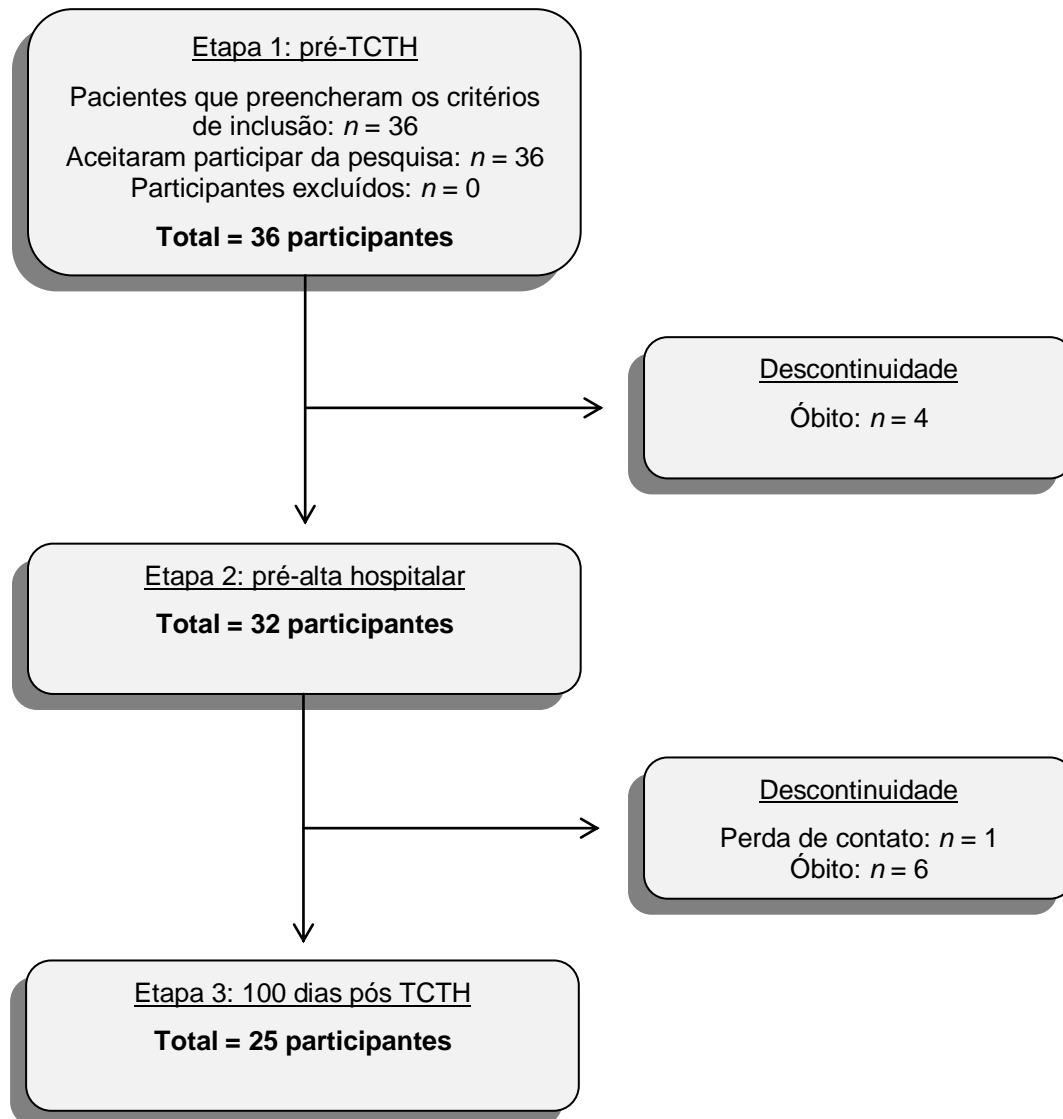 Etapa 1: pré-TCTH
Pacientes que preencheram os critérios
de inclusão: n = 36
Aceitaram participar da pesquisa: n = 36
Participantes excluídos: n = 0
Total = 36 participantes
Descontinuidade
Óbito: n = 4
Etapa 2: pré-alta hospitalar
Total = 32 participantes
Descontinuidade
Perda de contato: n = 1
Óbito: n = 6
Etapa 3: 100 dias pós TCTH
Total = 25 participantes